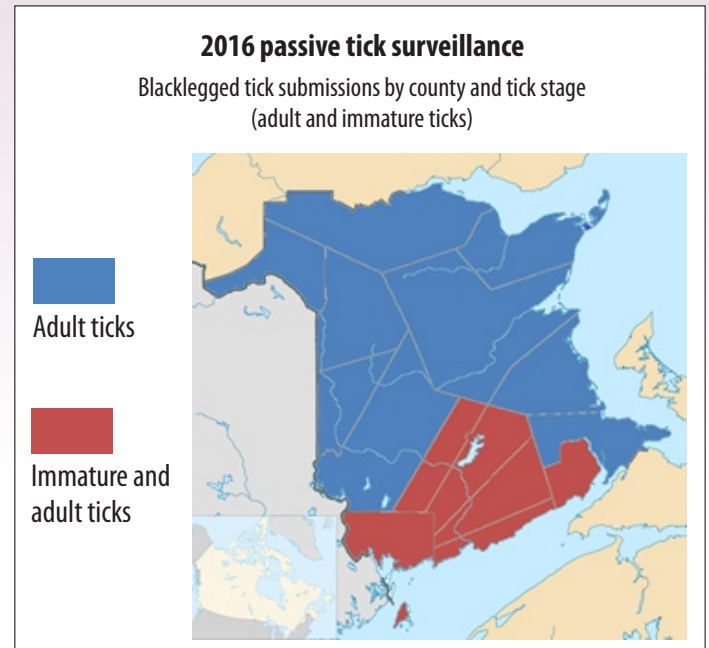 2016 passive tick surveillance
Blacklegged tick submissions by county and tick stage
(adult and immature ticks)
Adult ticks
Immature and
adult ticks